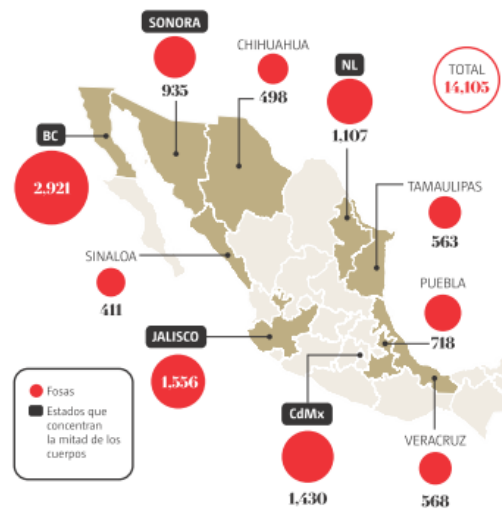 SONORA
935
CHIHUAHUA
498
NL
1,107
TOTAL
14,105
BC
2,921
TAMAULIPAS
563
SINALOA
411
PUEBLA
718
JALISCO
1,556
CdMx
1,430
VERACRUZ
568
Fosas
Estados que
concentran
la mitad de los
cuerpos